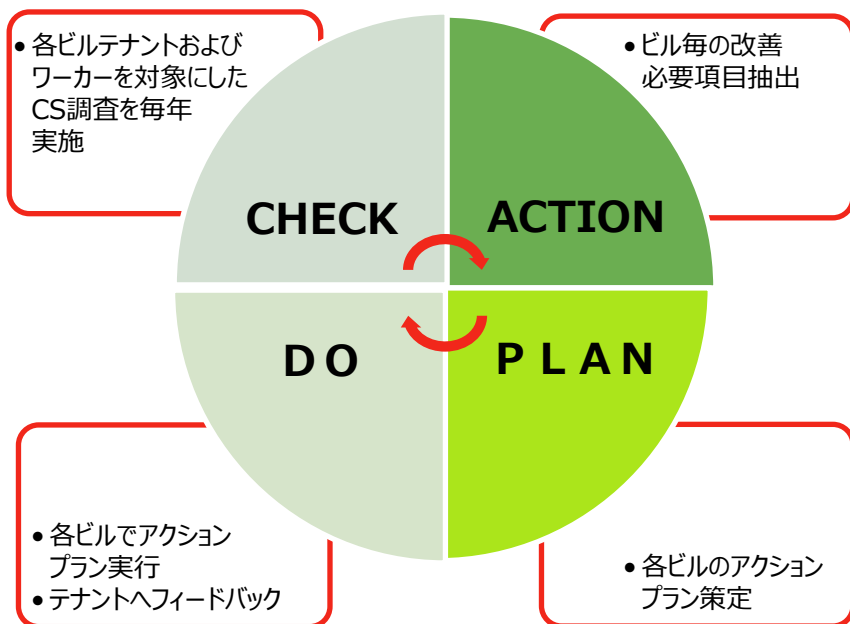 • 各ビルテナントおよび
ワーカーを対象にした
CS調査を毎年
実施
• ビル毎の改善
必要項目抽出
CHECK
ACTION
DO
PLAN
• 各ビルでアクション
プラン実行
• テナントへフィードバック
• 各ビルのアクション
プラン策定